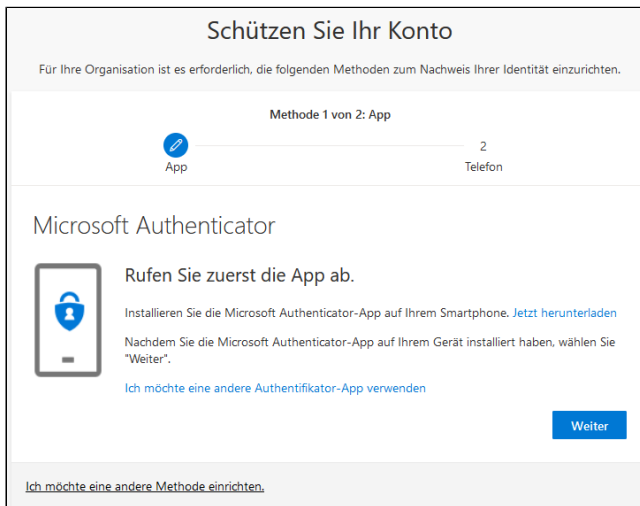 Schützen Sie Ihr Konto
Für Ihre Organisation ist es erforderlich, die folgenden Methoden zum Nachweis Ihrer Identität einzurichten.
Methode 1 von 2: App
App
2
Telefon
Microsoft Authenticator
Rufen Sie zuerst die App ab.
Installieren Sie die Microsoft Authenticator-App auf Ihrem Smartphone. Jetzt herunterladen
Nachdem Sie die Microsoft Authenticator-App auf Ihrem Gerät installiert haben, wählen Sie
"Weiter".
Ich möchte eine andere Authentifikator-App verwenden
Weiter
Ich möchte eine andere Methode einrichten.